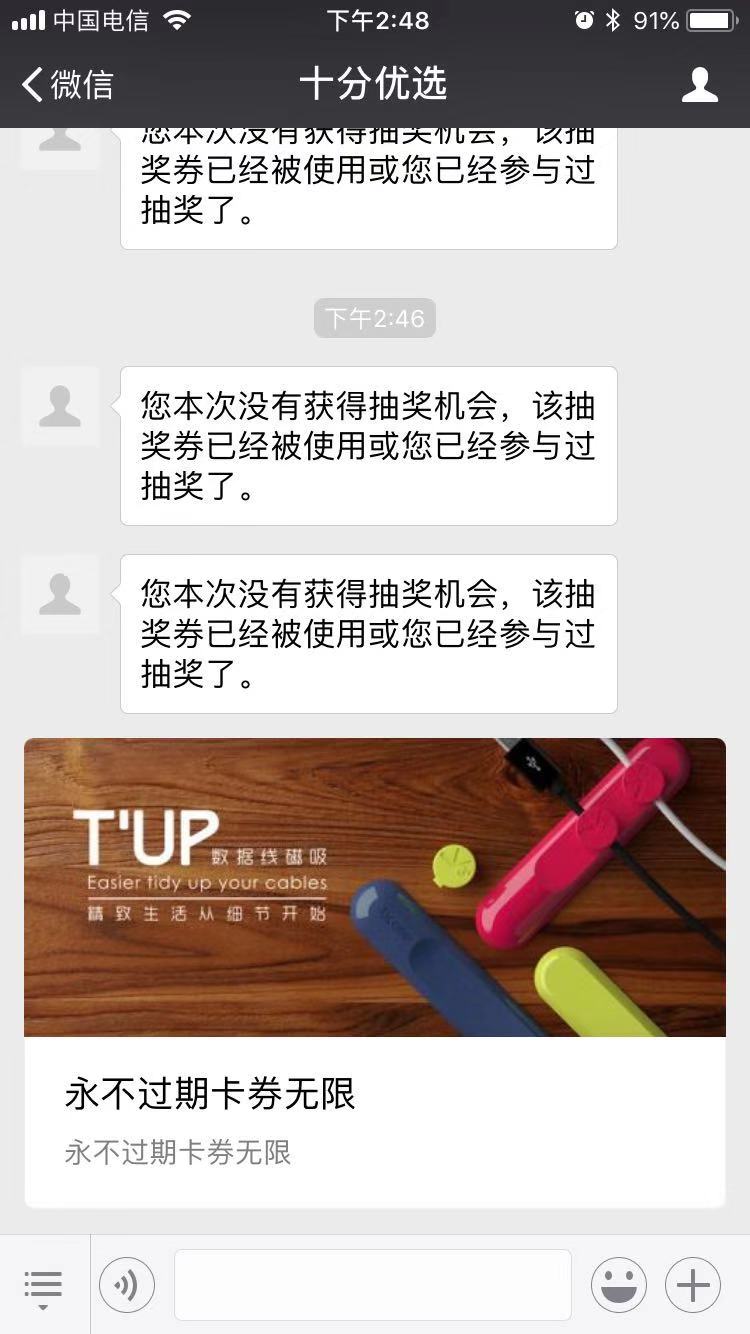 中国电信
下午2:48
91%
微信
十分优选
您本次没有获得抽奖机会，该抽
奖券已经被使用或您已经参与过
抽奖了。
下午2:46
您本次没有获得抽奖机会，该抽
奖券已经被使用或您已经参与过
抽奖了。
您本次没有获得抽奖机会，该抽
奖券已经被使用或您已经参与过
抽奖了。
T'UP数据线磁吸
Easier tidy up your cables
精致生活从细节开始
永不过期卡券无限
永不过期卡券无限